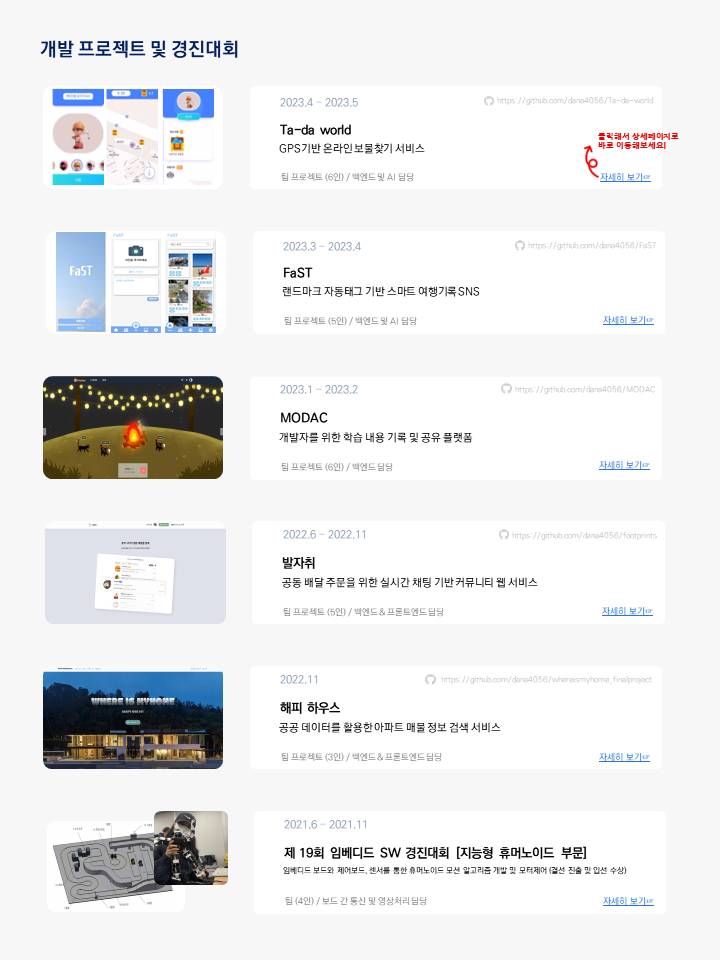 개발 프로젝트 및 경진대회
2023.4 - 2023.5
https://github.com/dana4056/Ta-da-world
Ta-da world
GPS기반 온라인 보물찾기 서비스
클릭해서 상세페이지로
바로 이동해보세요!
팀 프로젝트 (6인) / 백엔드 및 AI 담당
자세히 보기☞
FaST
2023.3 - 2023.4
https://github.com/dana4056/FaST
FaST
랜드마크 자동태그 기반 스마트 여행기록 SNS
팀 프로젝트 (5인) / 백엔드 및 AI 담당
자세히 보기☞
2023.1 - 2023.2
https://github.com/dana4056/MODAC
MODAC
개발자를 위한 학습 내용 기록 및 공유 플랫폼
팀 프로젝트 (6인) / 백엔드 담당
자세히 보기☞
2022.6 - 2022.11
https://github.com/dana4056/footprints
발자취
공동 배달 주문을 위한 실시간 채팅 기반 커뮤니티 웹 서비스
팀 프로젝트 (5인) / 백엔드&프론트엔드 담당
자세히 보기☞
WHERE IS MYHOME
2022.11
https://github.com/dana4056/whereismyhome_finalproject
해피 하우스
공공 데이터를 활용한 아파트 매물 정보 검색 서비스
팀 프로젝트 (3인) / 백엔드&프론트엔드 담당
자세히 보기☞
2021.6 - 2021.11
제 19회 임베디드 SW 경진대회 [지능형 휴머노이드 부문]
임베디드 보드와 제어보드, 센서를 통한 휴머노이드 모션 알고리즘 개발 및 모터제어 (결선 진출 및 입선 수상)
팀 (4인) / 보드 간 통신 및 영상처리 담당
자세히 보기☞